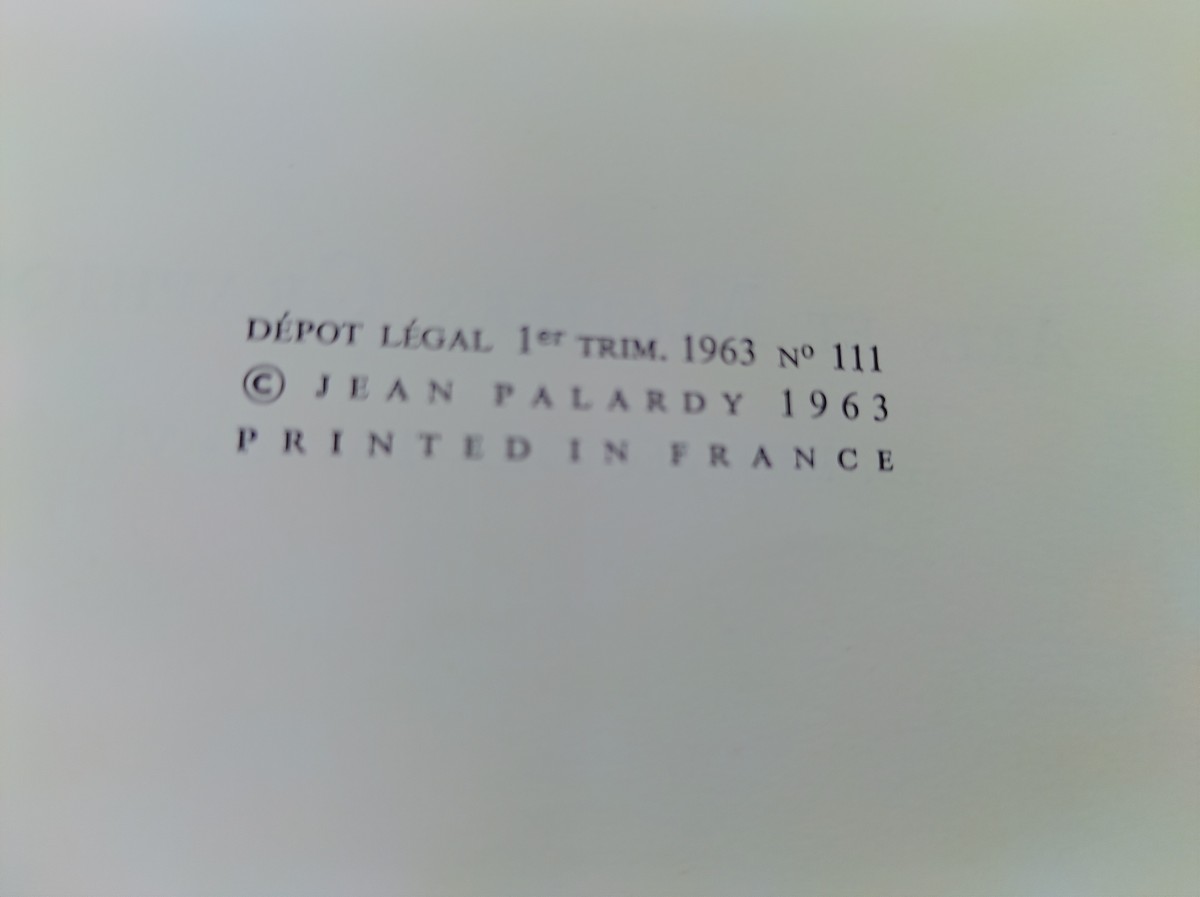 DÉPOT LÉGAL 1er TRIM. 1963 Nº 111
© JEAN PALARDY 1963
PRINTED IN FRANCE